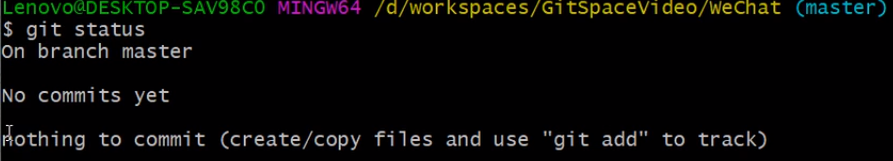 Lenovo@DESKTOP-SAV98C0 MINGW64 /d/workspaces/GitSpaceVideo/WeChat (master)
$ git status
On branch master
No commits yet
nothing to commit (create/copy files and use "git add" to track)